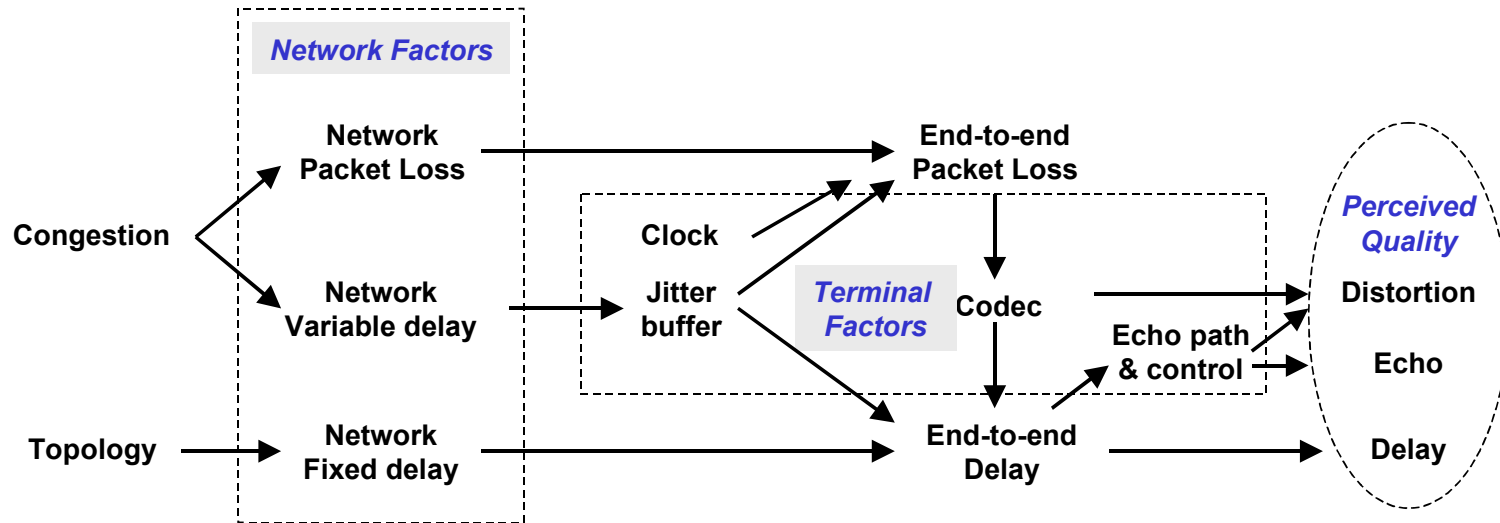 Network Factors
Network
Packet Loss
End-to-end
Packet Loss
Perceived
Quality
Congestion
Clock
Network
Variable delay
Jitter
buffer
Terminal
Factors
Codec
Distortion
Echo path
& control
Echo
Topology
Network
Fixed delay
End-to-end
Delay
Delay